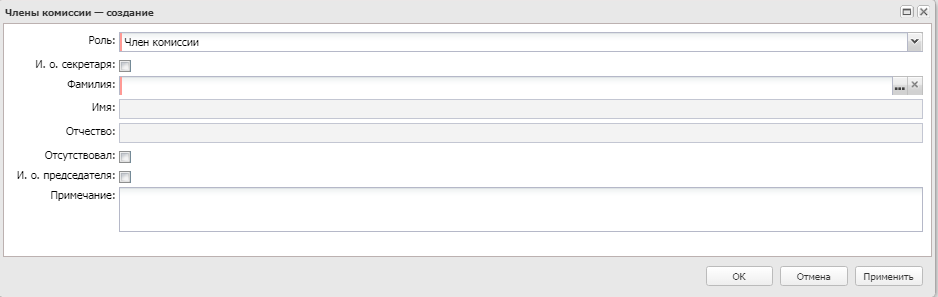 Члены комиссии — создание
Роль: Член комиссии
И. о. секретаря:
Фамилия: ...
Имя:
Отчество:
Отсутствовал:
И. о. председателя:
Примечание:
ОК Отмена Применить